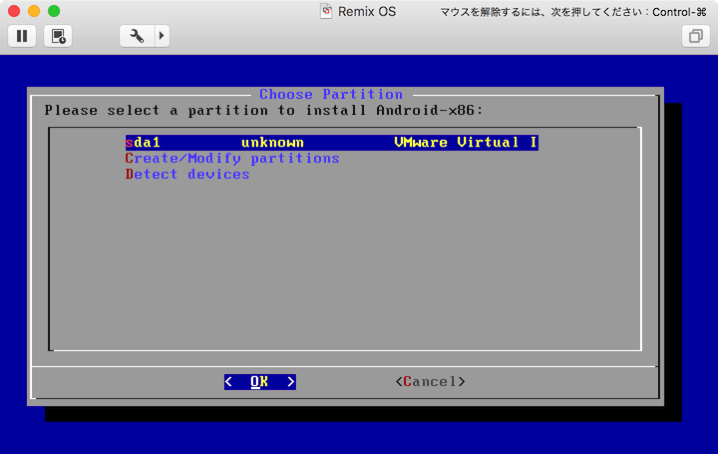 Remix OS
マウスを解除するには、次を押してください：Control-⌘
Choose Partition
Please select a partition to install Android-x86:
sda1 unknown VMware Virtual I
Create/Modify partitions
Detect devices
< OK > <Cancel>